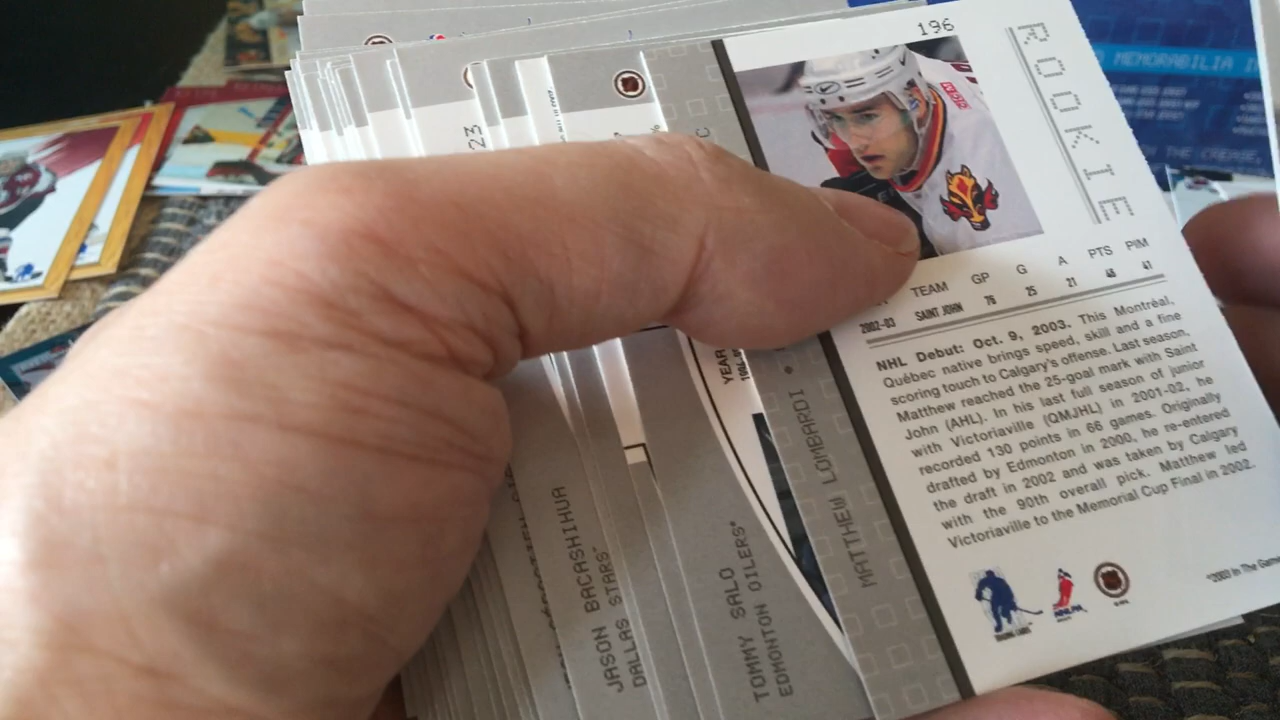 196
ROOKIE
TEAM GP G A PTS PIM
2002-03 SAINT JOHN 76 25 21 46 41
NHL Debut: Oct. 9, 2003. This Montréal,
Québec native brings speed, skill and a fine
scoring touch to Calgary's offense. Last season,
Matthew reached the 25-goal mark with Saint
John (AHL). In his last full season of junior
with Victoriaville (QMJHL) in 2001-02, he
recorded 130 points in 66 games. Originally
drafted by Edmonton in 2000, he re-entered
the draft in 2002 and was taken by Calgary
with the 90th overall pick. Matthew led
Victoriaville to the Memorial Cup Final in 2002.
MATTHEW LOMBARDI •
C
YEAR
TOMMY SALO
EDMONTON OILERS*
JASON BACASHIHUA
DALLAS STARS
23
MEMORABILIA
THE CREASE,